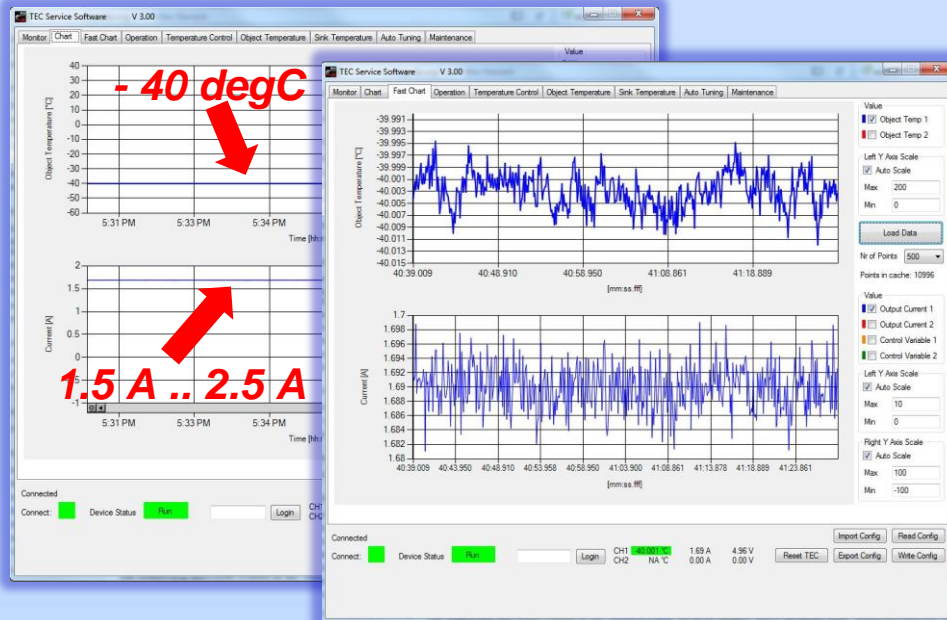 TEC Service Software V 3.00
Monitor Chart Fast Chart Operation Temperature Control Object Temperature Sink Temperature Auto Tuning Maintenance
Value
Object Temperature [°C]
40
30
20
10
0
-10
-20
-30
-40
-50
-60
- 40 degC
5:31 PM 5:33 PM 5:34 PM
Time [hh:
Current [A]
2
1.5
1
0.5
0
-1
1.5 A .. 2.5 A
5:31 PM 5:33 PM 5:34 PM
Time [hh:
Connected
Connect: Device Status Run Login CH1
CH2
TEC Service Software V 3.00
Monitor Chart Fast Chart Operation Temperature Control Object Temperature Sink Temperature Auto Tuning Maintenance
Object Temperature [°C]
-39.991
-39.993
-39.995
-39.997
-39.999
-40.001
-40.003
-40.005
-40.007
-40.009
-40.011
-40.013
-40.015
40:39.009 40:48.910 40:58.950 41:08.861 41:18.889
[mm:ss.fff]
Current [A]
1.7
1.698
1.696
1.694
1.692
1.69
1.688
1.686
1.684
1.682
1.68
40:39.009 40:43.950 40:48.910 40:53.958 40:58.950 41:03.900 41:08.861 41:13.878 41:18.889 41:23.861
[mm:ss.fff]
Value
Object Temp 1
Object Temp 2
Left Y Axis Scale
Auto Scale
Max 200
Min 0
Load Data
Nr of Points 500
Points in cache: 10996
Value
Output Current 1
Output Current 2
Control Variable 1
Control Variable 2
Left Y Axis Scale
Auto Scale
Max 10
Min 0
Right Y Axis Scale
Auto Scale
Max 100
Min -100
Connected
Import Config Read Config
Connect: Device Status Run Login CH1 -40.001 °C 1.69 A 4.96 V Reset TEC Export Config Write Config
CH2 NA °C 0.00 A 0.00 V